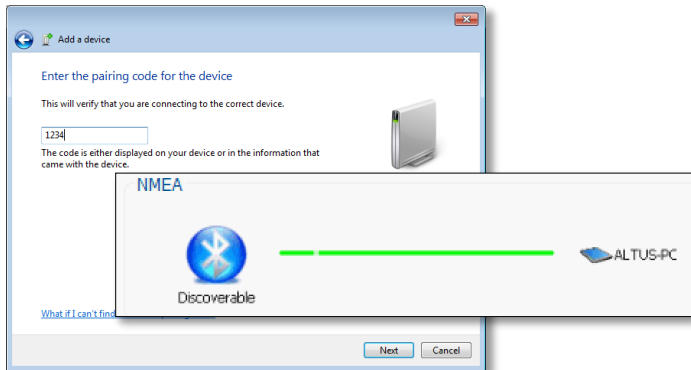 Add a device
Enter the pairing code for the device
This will verify that you are connecting to the correct device.
1234
The code is either displayed on your device or in the information that
came with the device.
NMEA
Discoverable
ALTUS-PC
What if I can't find
Next
Cancel